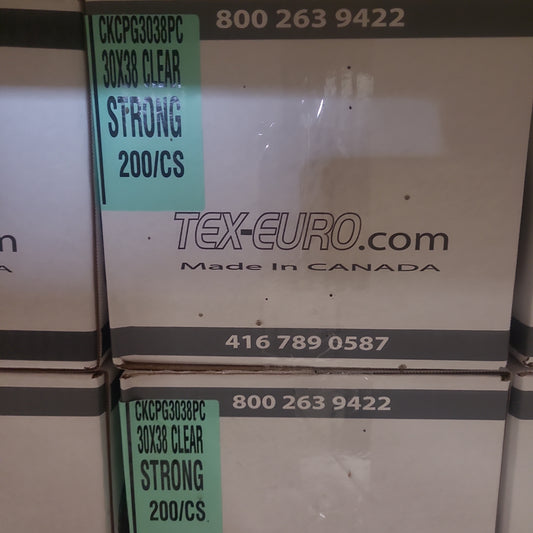 CKCPG3038PC
30X38 CLEAR
STRONG
200/CS
800 263 9422
TEX-EURO.com
Made In CANADA
416 789 0587
CKCPG3038PC
30X38 CLEAR
STRONG
200/CS
800 263 9422
m
A